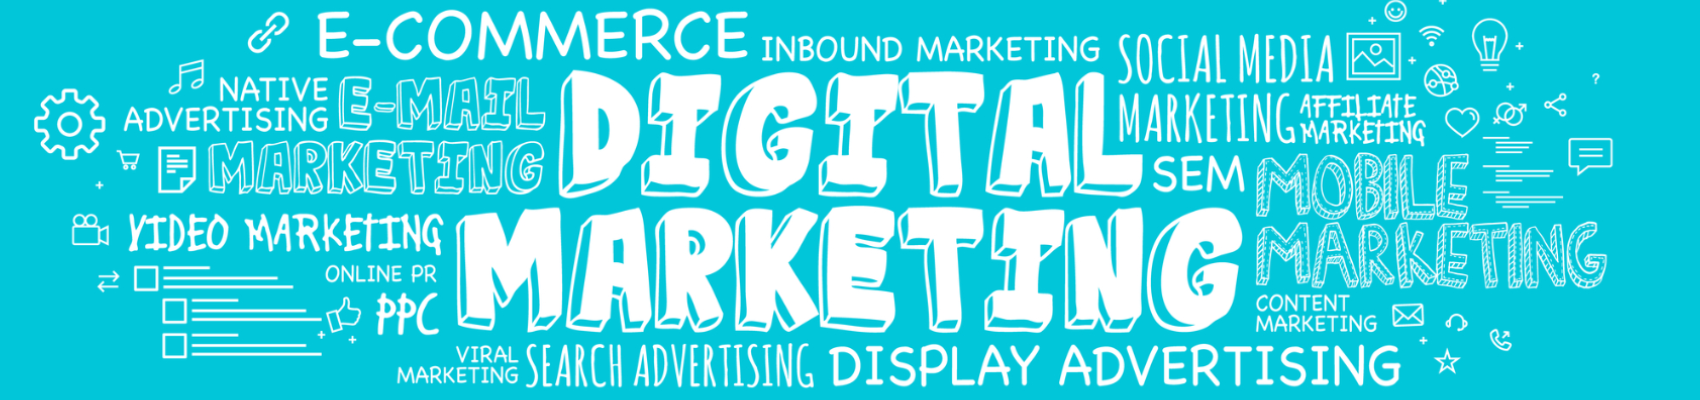 E-COMMERCE
INBOUND MARKETING
SOCIAL MEDIA
MARKETING
NATIVE
ADVERTISING
E-MAIL
MARKETING
DIGITAL
MARKETING
AFFILIATE
MARKETING
SEM
MOBILE
MARKETING
VIDEO MARKETING
ONLINE PR
PPC
CONTENT
MARKETING
VIRAL
MARKETING
SEARCH ADVERTISING
DISPLAY ADVERTISING
?